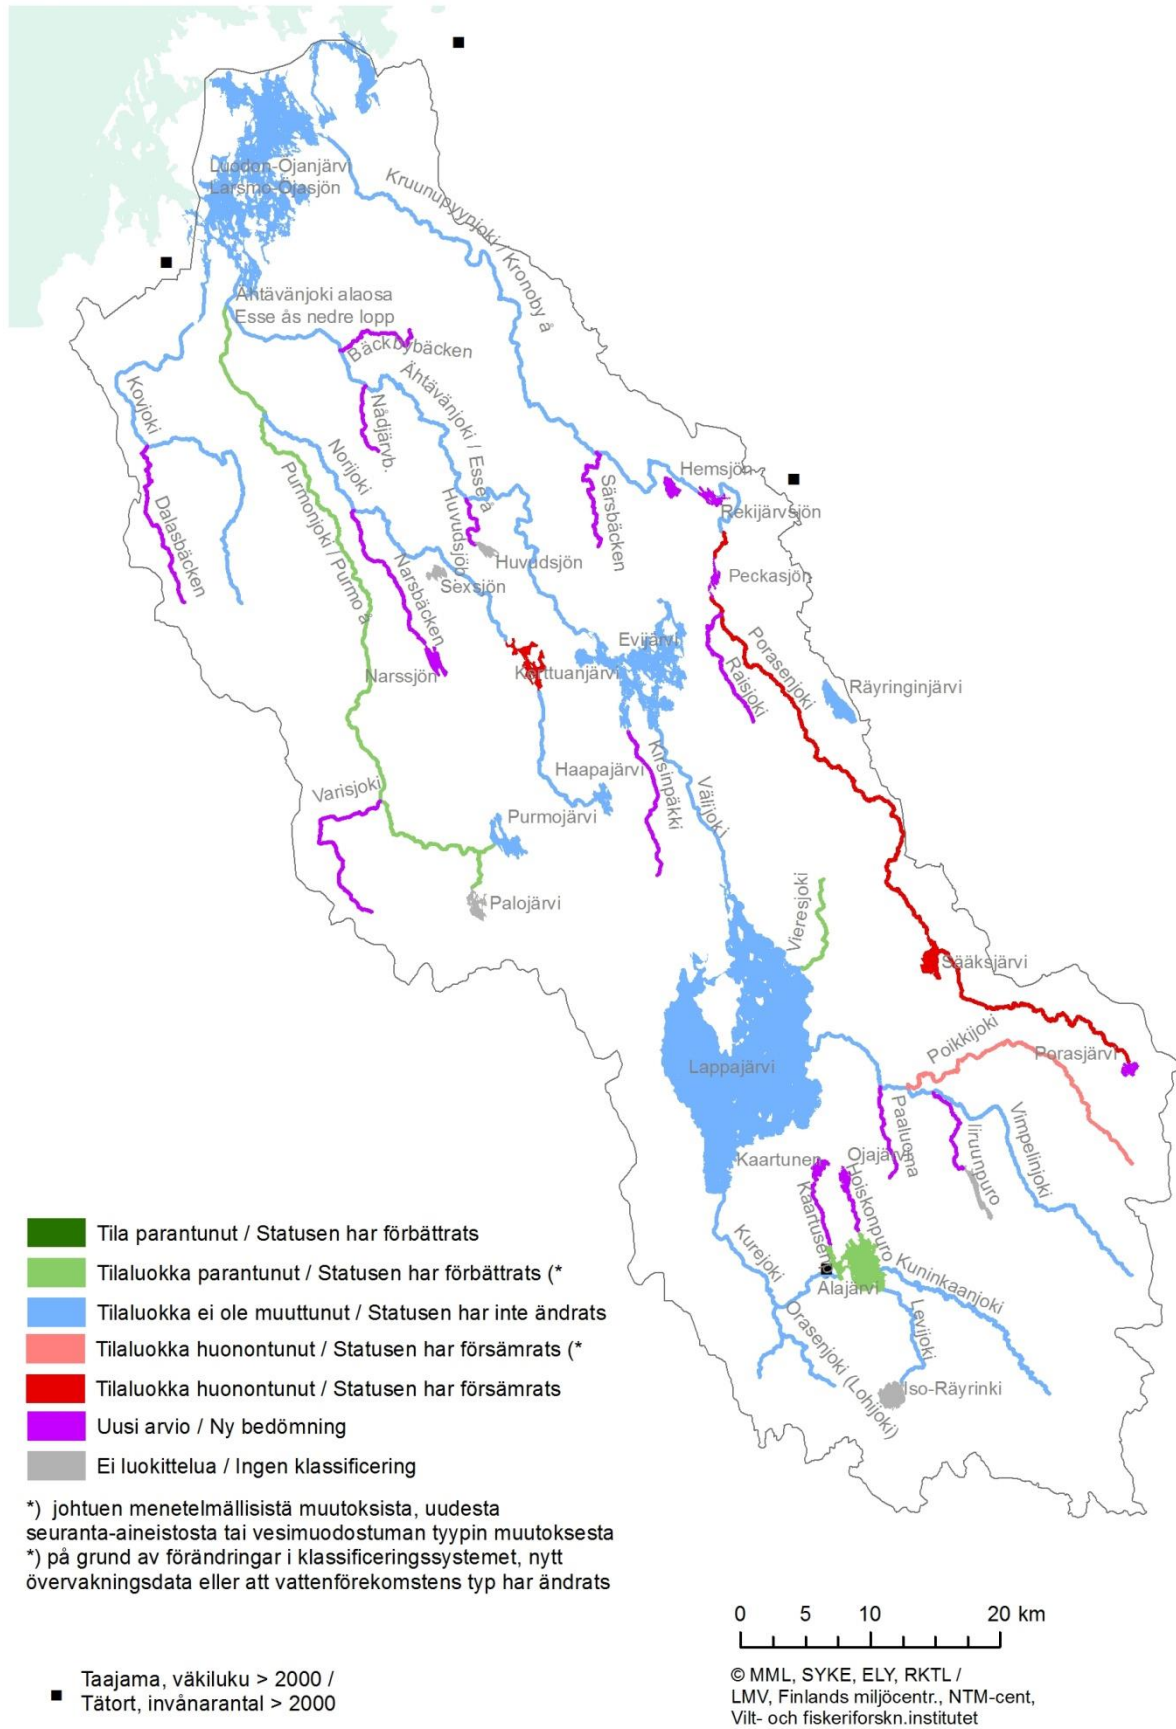 Luodon-Öjanjärvi
Larsmo-Öjasjön
Kruunupyynjoki / Kronoby å
Ähtävänjoki alaosa
Esse ås nedre lopp
Bäckbybäcken
Kovjoki
Nådjärvb.
Ähtävänjoki / Esse å
Norijoki
Purmonjoki / Purmo å
Dalasbäcken
Huvudsjöb
Huvudsjön
Särsbäcken
Hemsjön
Rekijärvsjön
Peckasjön
Sexsjön
Narsbäcken
Narssjön
Kerttuanjärvi
Evijärvi
Raisjoki
Porasenjoki
Räyringinjärvi
Varisjoki
Haapajärvi
Purmojärvi
Kirsinpäkki
Välijoki
Palojärvi
Vieresjoki
Sääksjärvi
Poikkijoki
Porasjärvi
Lappajärvi
Paaluoma
Iiruunpuro
Vimpelinjoki
Kaartunen
Ojajärvi
Hoiskonpuro
Kurejoki
Alajärvi
Kuninkaanjoki
Orasenjoki (Lohijoki)
Levijoki
Iso-Räyrinki
Tila parantunut / Statusen har förbättrats
Tilaluokka parantunut / Statusen har förbättrats (*
Tilaluokka ei ole muuttunut / Statusen har inte ändrats
Tilaluokka huonontunut / Statusen har försämrats (*
Tilaluokka huonontunut / Statusen har försämrats
Uusi arvio / Ny bedömning
Ei luokittelua / Ingen klassificering
*) johtuen menetelmällisistä muutoksista, uudesta
seuranta-aineistosta tai vesimuodostuman tyypin muutoksesta
*) på grund av förändringar i klassificeringssystemet, nytt
övervakningsdata eller att vattenförekomstens typ har ändrats
0 5 10 20 km
Taajama, väkiluku > 2000 /
Tätort, invånarantal > 2000
© MML, SYKE, ELY, RKTL /
LMV, Finlands miljöcentr., NTM-cent,
Vilt- och fiskeriforskn.institutet